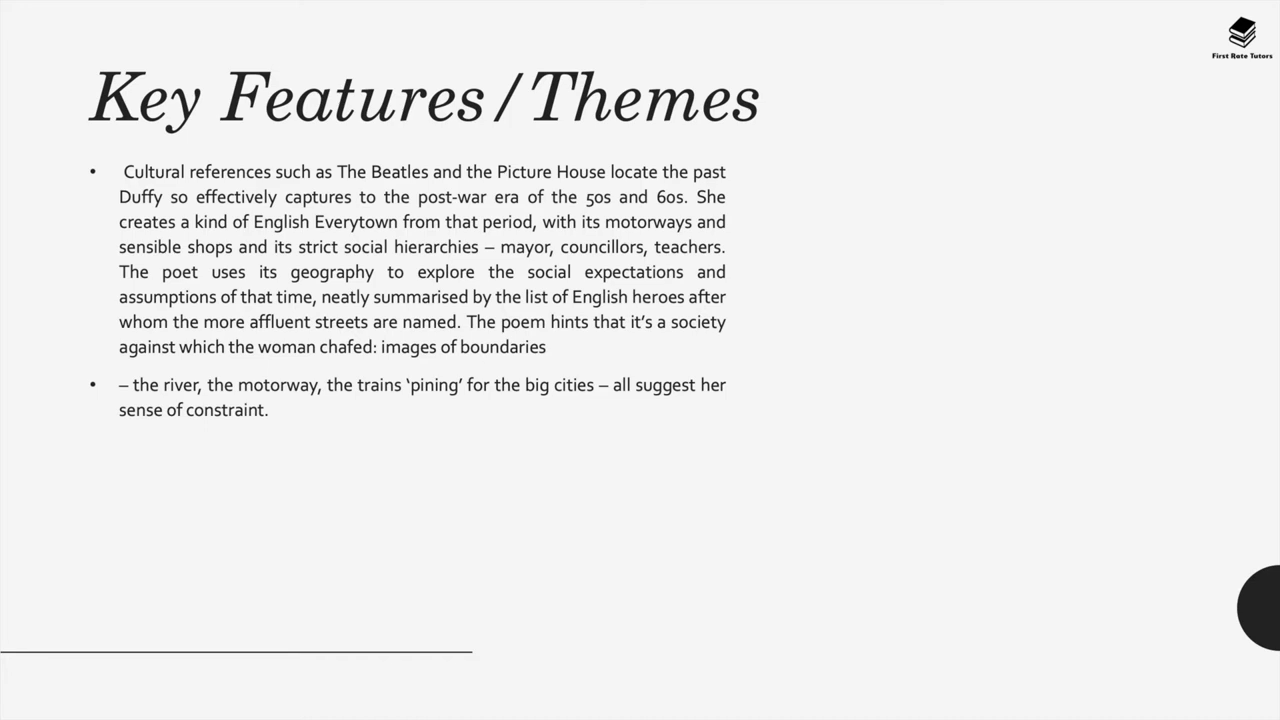 First Rate Tutors
Key Features/Themes
• Cultural references such as The Beatles and the Picture House locate the past
Duffy so effectively captures to the post-war era of the 50s and 60s. She
creates a kind of English Everytown from that period, with its motorways and
sensible shops and its strict social hierarchies – mayor, councillors, teachers.
The poet uses its geography to explore the social expectations and
assumptions of that time, neatly summarised by the list of English heroes after
whom the more affluent streets are named. The poem hints that it's a society
against which the woman chafed: images of boundaries
• – the river, the motorway, the trains ‘pining’ for the big cities – all suggest her
sense of constraint.